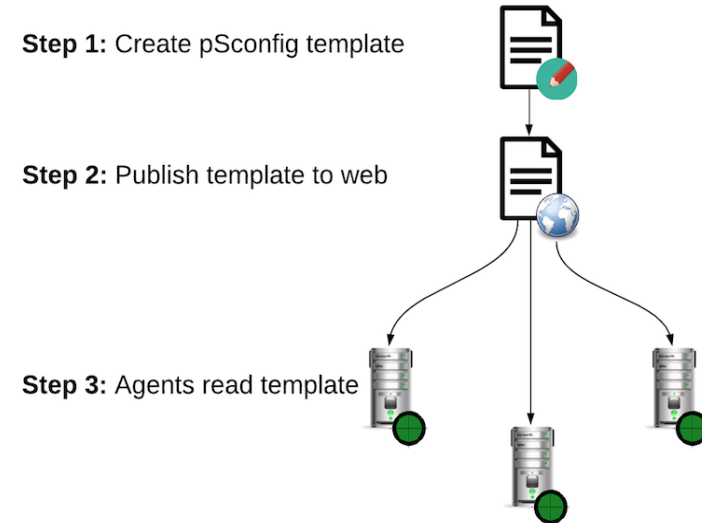 Step 1: Create pSconfig template
Step 2: Publish template to web
Step 3: Agents read template